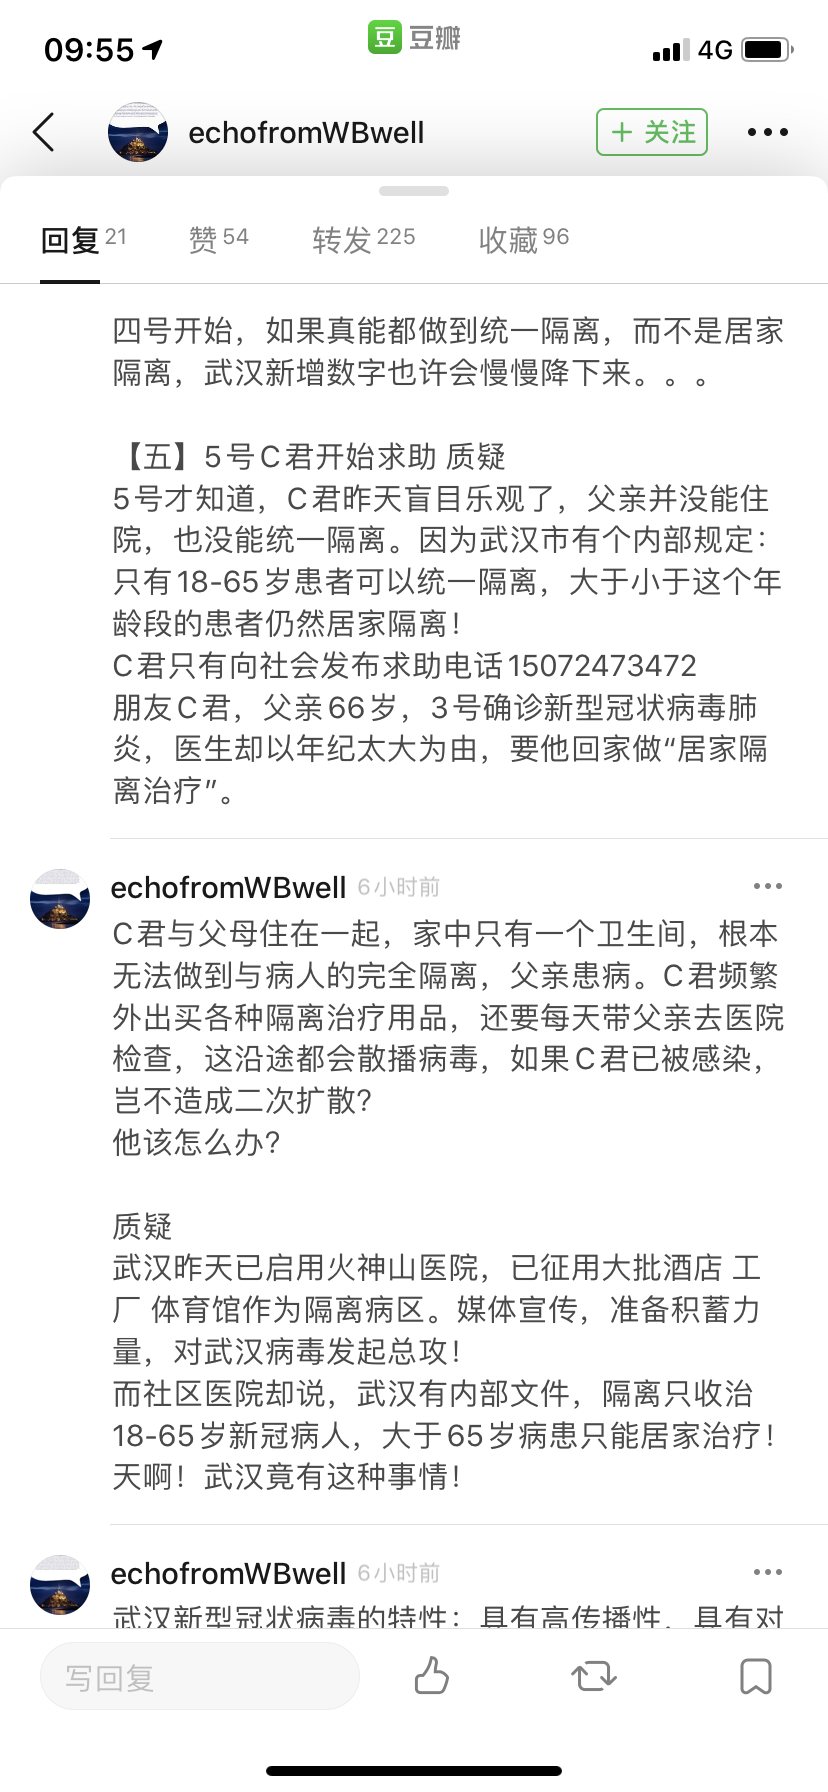 09:55
豆 豆瓣
4G
echofromWBwell
+ 关注
回复 21 赞 54 转发 225 收藏 96
四号开始，如果真能都做到统一隔离，而不是居家
隔离，武汉新增数字也许会慢慢降下来。。。
【五】5号C君开始求助 质疑
5号才知道，C君昨天盲目乐观了，父亲并没能住
院，也没能统一隔离。因为武汉市有个内部规定：
只有18-65岁患者可以统一隔离，大于小于这个年
龄段的患者仍然居家隔离！
C君只有向社会发布求助电话15072473472
朋友C君，父亲66岁，3号确诊新型冠状病毒肺
炎，医生却以年纪太大为由，要他回家做“居家隔
离治疗”。
echofromWBwell 6小时前
C君与父母住在一起，家中只有一个卫生间，根本
无法做到与病人的完全隔离，父亲患病。C君频繁
外出买各种隔离治疗用品，还要每天带父亲去医院
检查，这沿途都会散播病毒，如果C君已被感染，
岂不造成二次扩散？
他该怎么办？
质疑
武汉昨天已启用火神山医院，已征用大批酒店 工
厂 体育馆作为隔离病区。媒体宣传，准备积蓄力
量，对武汉病毒发起总攻！
而社区医院却说，武汉有内部文件，隔离只收治
18-65岁新冠病人，大于65岁病患只能居家治疗！
天啊！武汉竟有这种事情！
echofromWBwell 6小时前
武汉新型冠状病毒的特性：具有高传播性，具有对
写回复